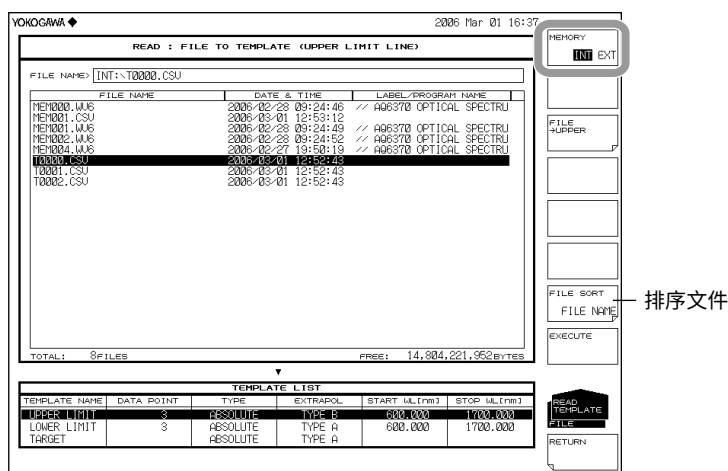 YOKOGAWA◆ 2006 Mar 01 16:37
READ : FILE TO TEMPLATE (UPPER LIMIT LINE)
FILE NAME> INT:\T0000.CSV
FILE NAME DATE & TIME LABEL/PROGRAM NAME
MEM000.WV6 2006/02/28 09:24:46 // AQ6370 OPTICAL SPECTRU
MEM001.CSV 2006/03/01 12:53:12
MEM001.WV6 2006/02/28 09:24:49 // AQ6370 OPTICAL SPECTRU
MEM002.WV6 2006/02/28 09:24:52 // AQ6370 OPTICAL SPECTRU
MEM004.WV6 2006/02/27 19:50:19 // AQ6370 OPTICAL SPECTRU
T0000.CSV 2006/03/01 12:52:43
T0001.CSV 2006/03/01 12:52:43
T0002.CSV 2006/03/01 12:52:43
TOTAL: 8FILES FREE: 14,804,221,952BYTES
▼
TEMPLATE LIST
TEMPLATE NAME DATA POINT TYPE EXTRAPOL START WL[nm] STOP WL[nm]
UPPER LIMIT 3 ABSOLUTE TYPE B 600.000 1700.000
LOWER LIMIT 3 ABSOLUTE TYPE A 600.000 1700.000
TARGET ABSOLUTE TYPE A
MEMORY
INT EXT
FILE
→UPPER
FILE SORT
FILE NAME
排序文件
EXECUTE
READ
TEMPLATE
FILE
RETURN